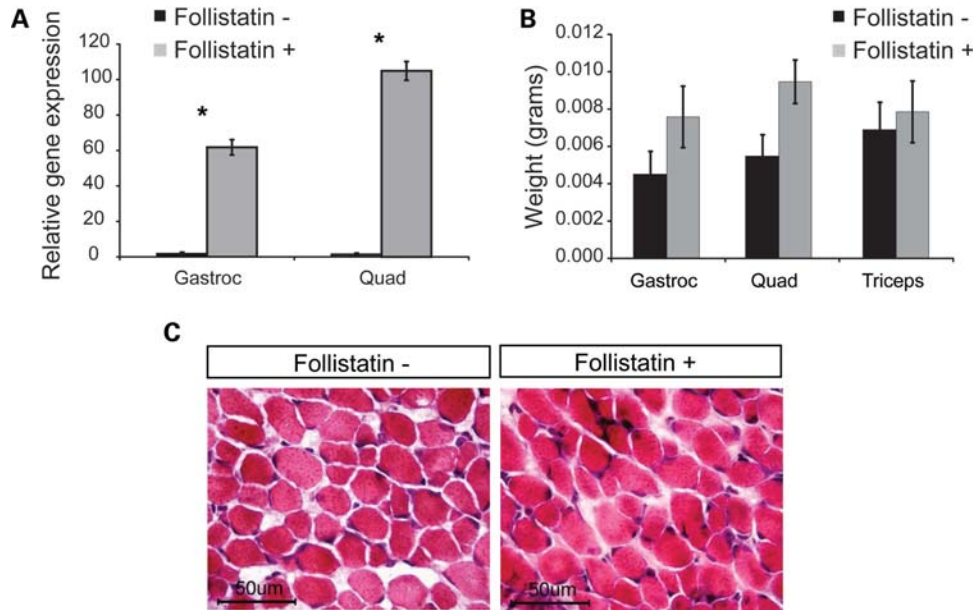 A
Follistatin -
Follistatin +
Relative gene expression
120
100
80
60
40
20
0
*
*
Gastroc
Quad
B
Follistatin -
Follistatin +
Weight (grams)
0.012
0.010
0.008
0.006
0.004
0.002
0.000
Gastroc
Quad
Triceps
C
Follistatin -
Follistatin +
50um
50um